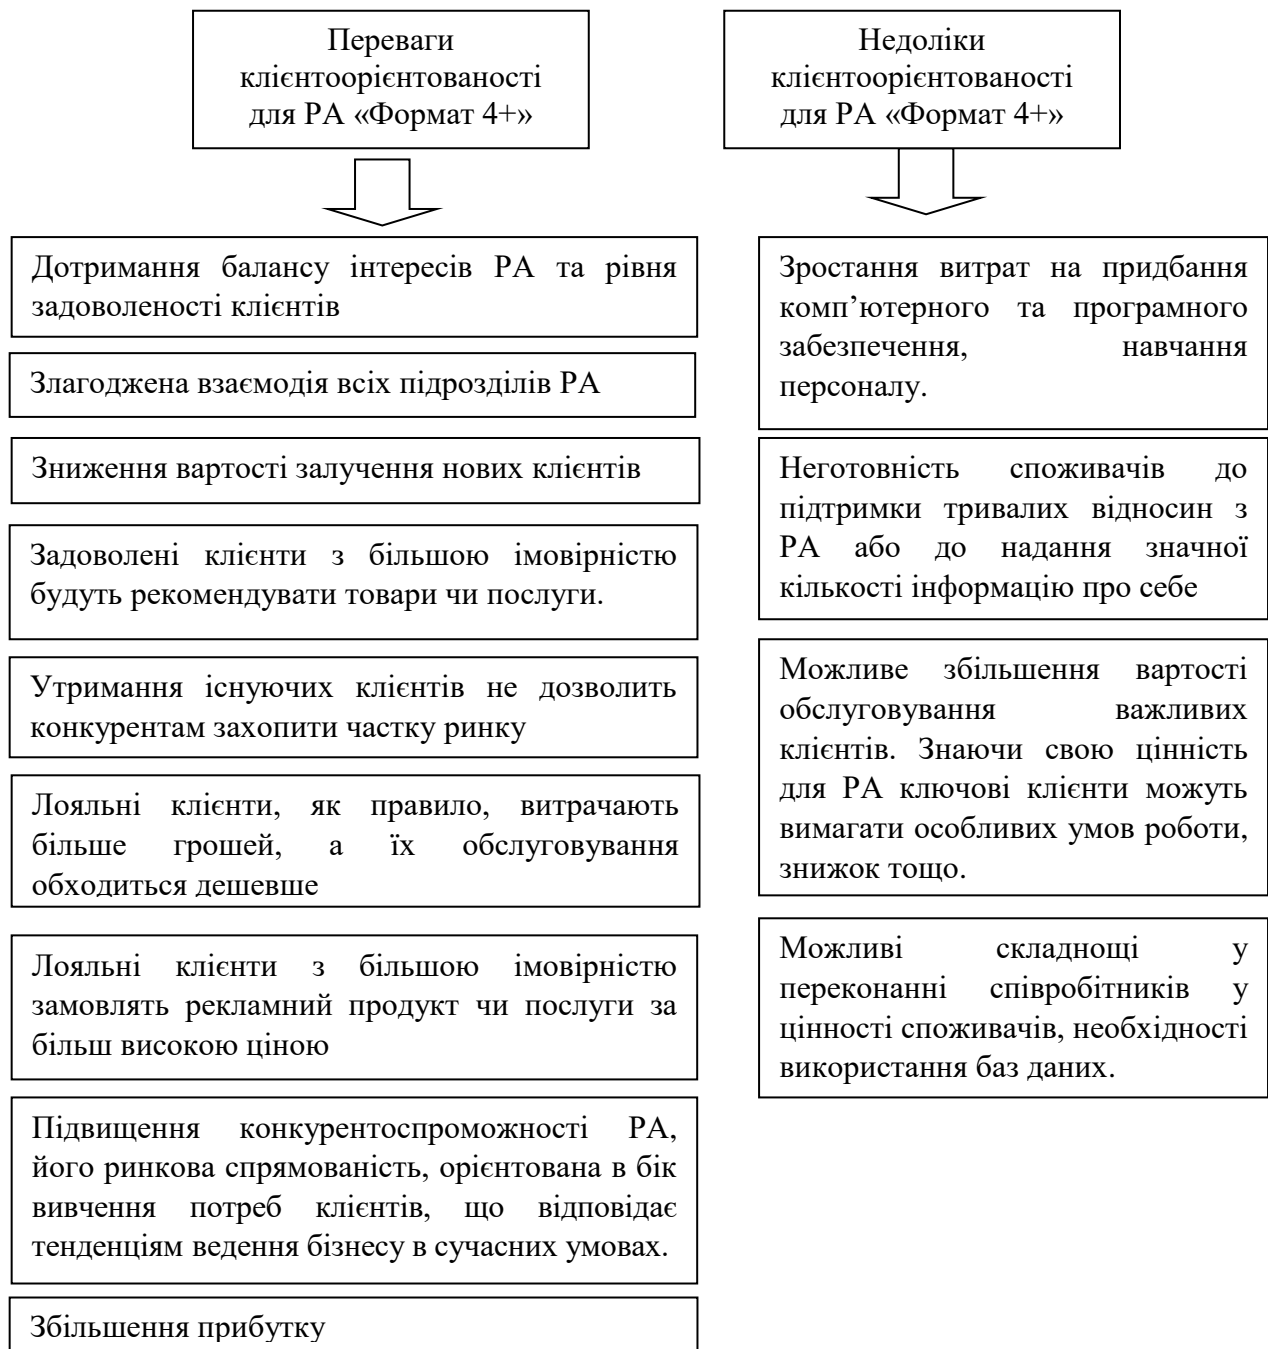 Переваги
клієнтоорієнтованості
для РА «Формат 4+»
Недоліки
клієнтоорієнтованості
для РА «Формат 4+»
Дотримання балансу інтересів РА та рівня
задоволеності клієнтів
Злагоджена взаємодія всіх підрозділів РА
Зниження вартості залучення нових клієнтів
Задоволені клієнти з більшою імовірністю
будуть рекомендувати товари чи послуги.
Утримання існуючих клієнтів не дозволить
конкурентам захопити частку ринку
Лояльні клієнти, як правило, витрачають
більше грошей, а їх обслуговування
обходиться дешевше
Лояльні клієнти з більшою імовірністю
замовлять рекламний продукт чи послуги за
більш високою ціною
Підвищення конкурентоспроможності РА,
його ринкова спрямованість, орієнтована в бік
вивчення потреб клієнтів, що відповідає
тенденціям ведення бізнесу в сучасних умовах.
Збільшення прибутку
Зростання витрат на придбання
комп’ютерного та програмного
забезпечення, навчання
персоналу.
Неготовність споживачів до
підтримки тривалих відносин з
РА або до надання значної
кількості інформацію про себе
Можливе збільшення вартості
обслуговування важливих
клієнтів. Знаючи свою цінність
для РА ключові клієнти можуть
вимагати особливих умов роботи,
знижок тощо.
Можливі складнощі у
переконанні співробітників у
цінності споживачів, необхідності
використання баз даних.